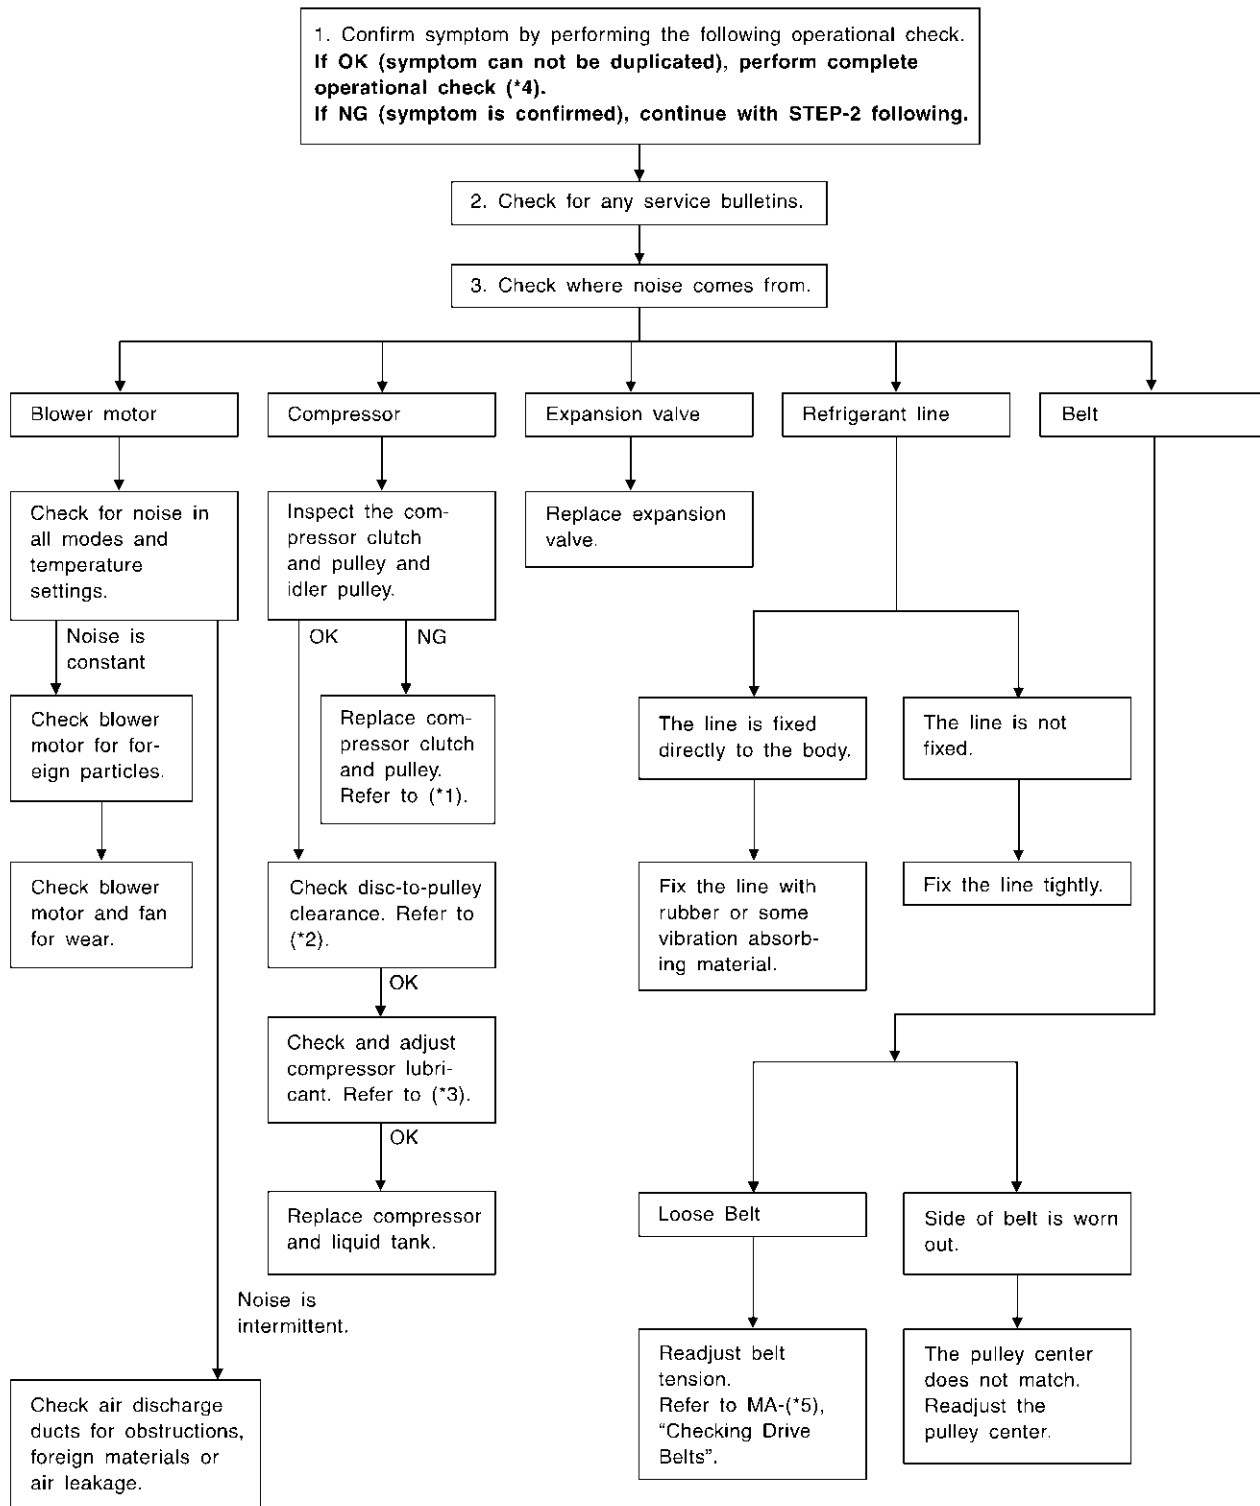 1. Confirm symptom by performing the following operational check.
If OK (symptom can not be duplicated), perform complete
operational check (*4).
If NG (symptom is confirmed), continue with STEP-2 following.
2. Check for any service bulletins.
3. Check where noise comes from.
Blower motor
Compressor
Expansion valve
Refrigerant line
Belt
Check for noise in
all modes and
temperature
settings.
Inspect the com-
pressor clutch
and pulley and
idler pulley.
Replace expansion
valve.
Noise is
constant
OK
NG
Check blower
motor for for-
eign particles.
Replace com-
pressor clutch
and pulley.
Refer to (*1).
The line is fixed
directly to the body.
The line is not
fixed.
Check blower
motor and fan
for wear.
Check disc-to-pulley
clearance. Refer to
(*2).
Fix the line with
rubber or some
vibration absorb-
ing material.
Fix the line tightly.
OK
Check and adjust
compressor lubri-
cant. Refer to (*3).
OK
Replace compressor
and liquid tank.
Loose Belt
Side of belt is worn
out.
Noise is
intermittent.
Check air discharge
ducts for obstructions,
foreign materials or
air leakage.
Readjust belt
tension.
Refer to MA-(*5),
“Checking Drive
Belts”.
The pulley center
does not match.
Readjust the
pulley center.